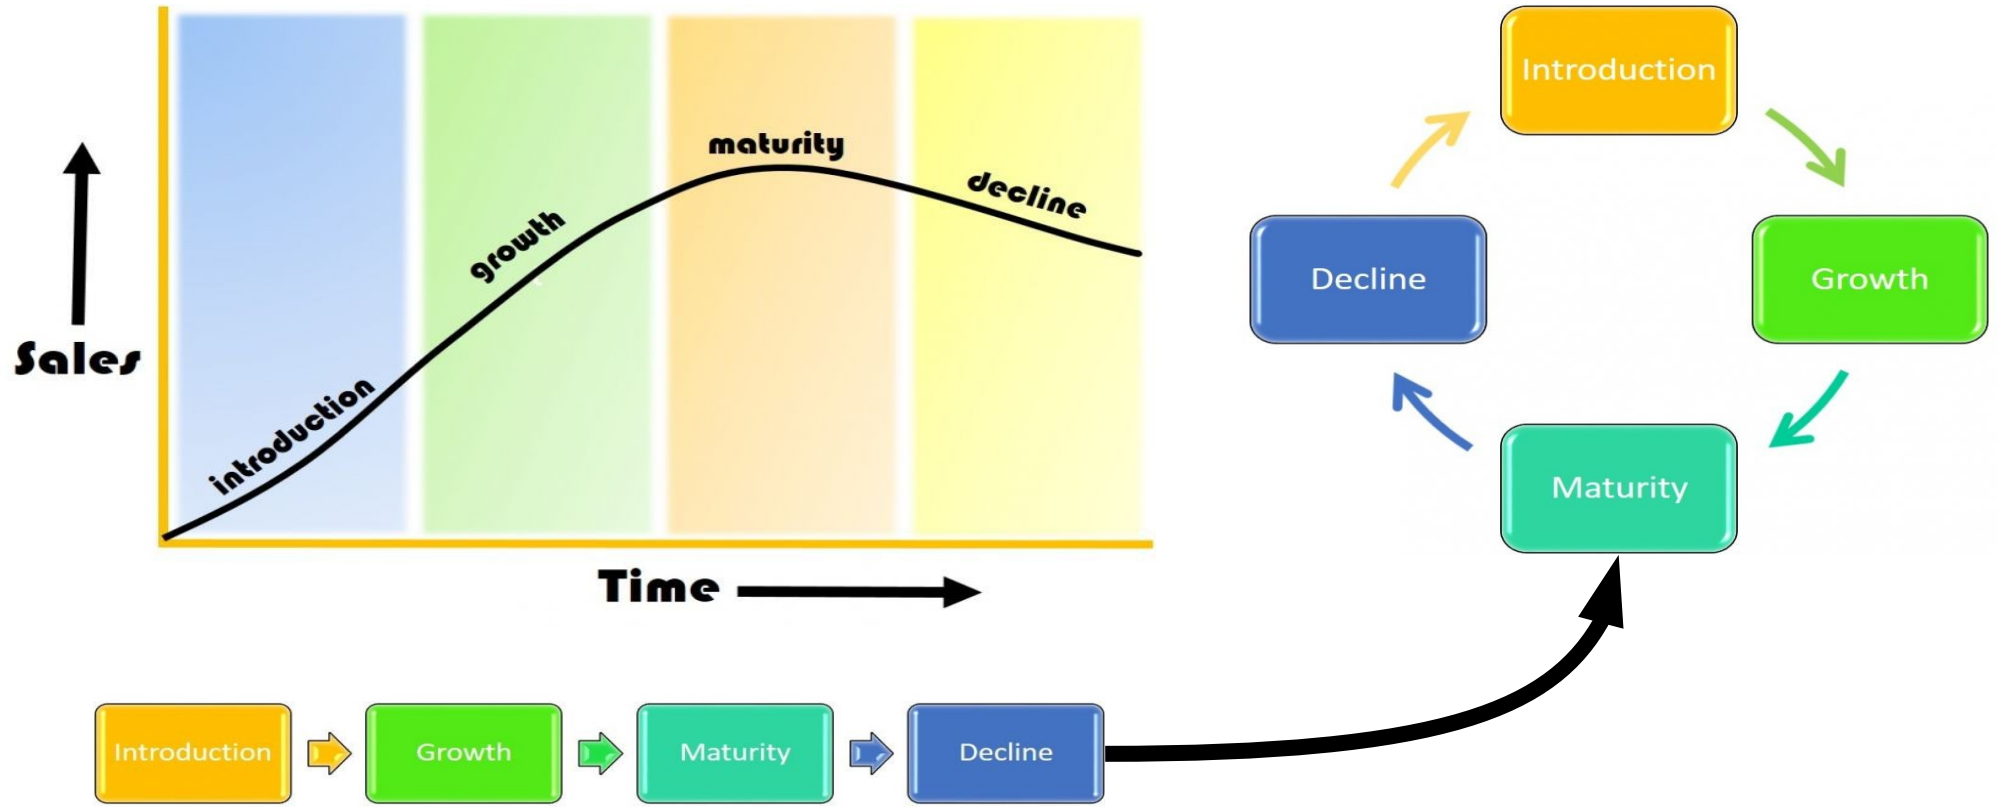 maturity
decline
growth
introduction
Sales
Time
Introduction
Decline
Growth
Maturity
Introduction
Growth
Maturity
Decline